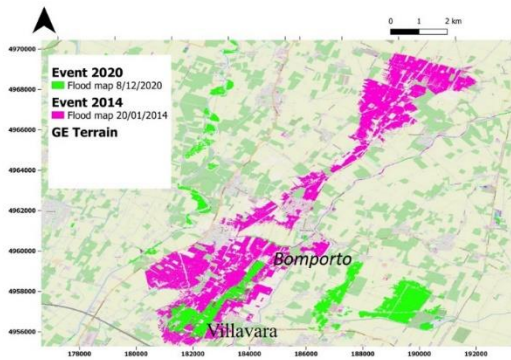 0 1 2 km
4970000
Event 2020
Flood map 8/12/2020
4968000
Event 2014
Flood map 20/01/2014
GE Terrain
4966000
4964000
4962000
4960000
Bomporto
4958000
Villavara
4956000
178000 180000 182000 184000 186000 188000 190000 192000